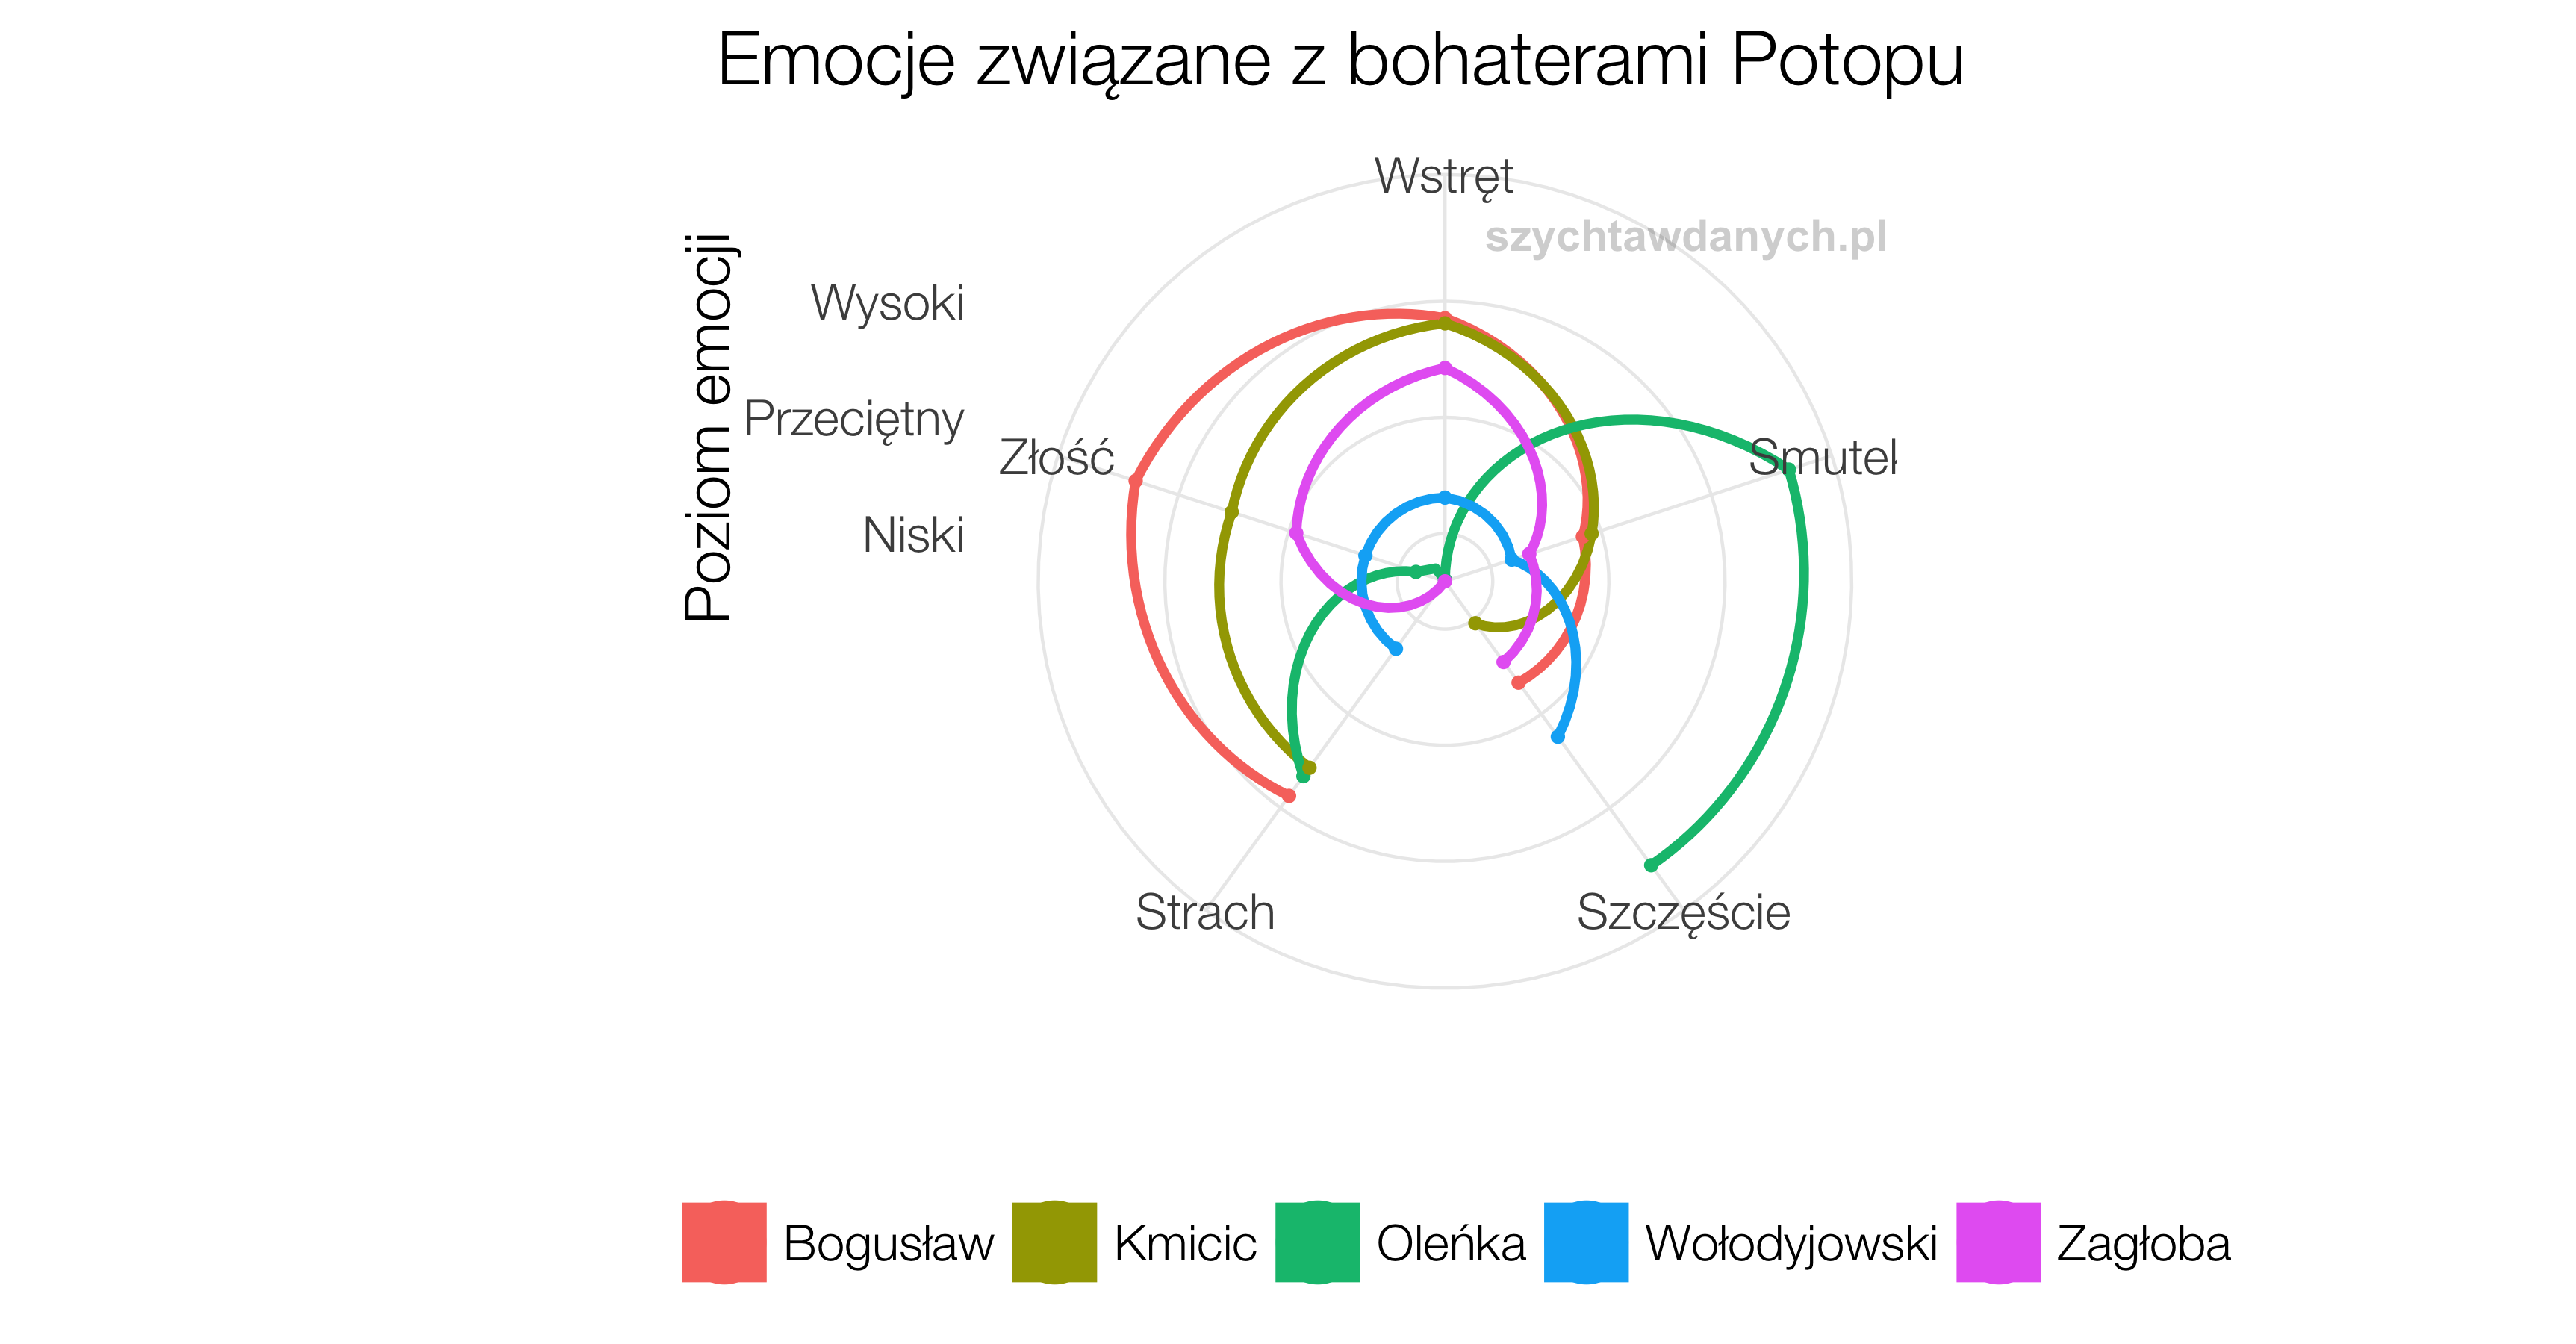 Emocje związane z bohaterami Potopu
Wstręt
szychtawdanych.pl
Poziom emocji
Wysoki
Przeciętny
Niski
Złość
Smutek
Strach
Szczęście
Bogusław
Kmicic
Oleńka
Wołodyjowski
Zagłoba